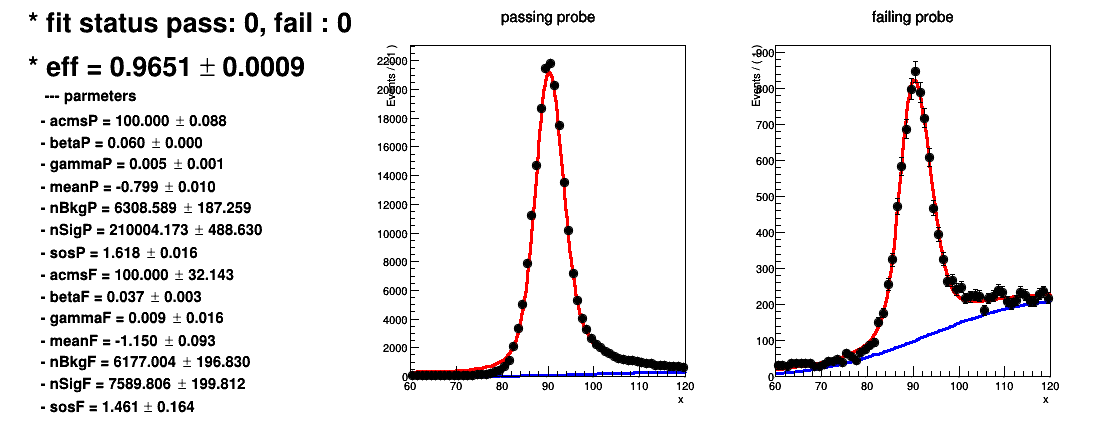 * fit status pass: 0, fail : 0
* eff = 0.9651 ± 0.0009
--- parmeters
- acmsP = 100.000 ± 0.088
- betaP = 0.060 ± 0.000
- gammaP = 0.005 ± 0.001
- meanP = -0.799 ± 0.010
- nBkgP = 6308.589 ± 187.259
- nSigP = 210004.173 ± 488.630
- sosP = 1.618 ± 0.016
- acmsF = 100.000 ± 32.143
- betaF = 0.037 ± 0.003
- gammaF = 0.009 ± 0.016
- meanF = -1.150 ± 0.093
- nBkgF = 6177.004 ± 196.830
- nSigF = 7589.806 ± 199.812
- sosF = 1.461 ± 0.164
passing probe
Events / ( 1 )
22000
20000
18000
16000
14000
12000
10000
8000
6000
4000
2000
0
60 70 80 90 100 110 120
x
failing probe
Events / ( 1 )
900
800
700
600
500
400
300
200
100
0
60 70 80 90 100 110 120
x